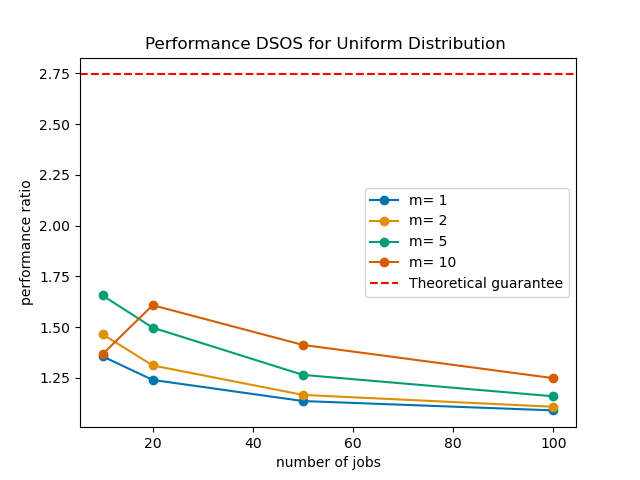 Performance DSOS for Uniform Distribution
performance ratio
2.75
2.50
2.25
2.00
1.75
1.50
1.25
m= 1
m= 2
m= 5
m= 10
Theoretical guarantee
20 40 60 80 100
number of jobs